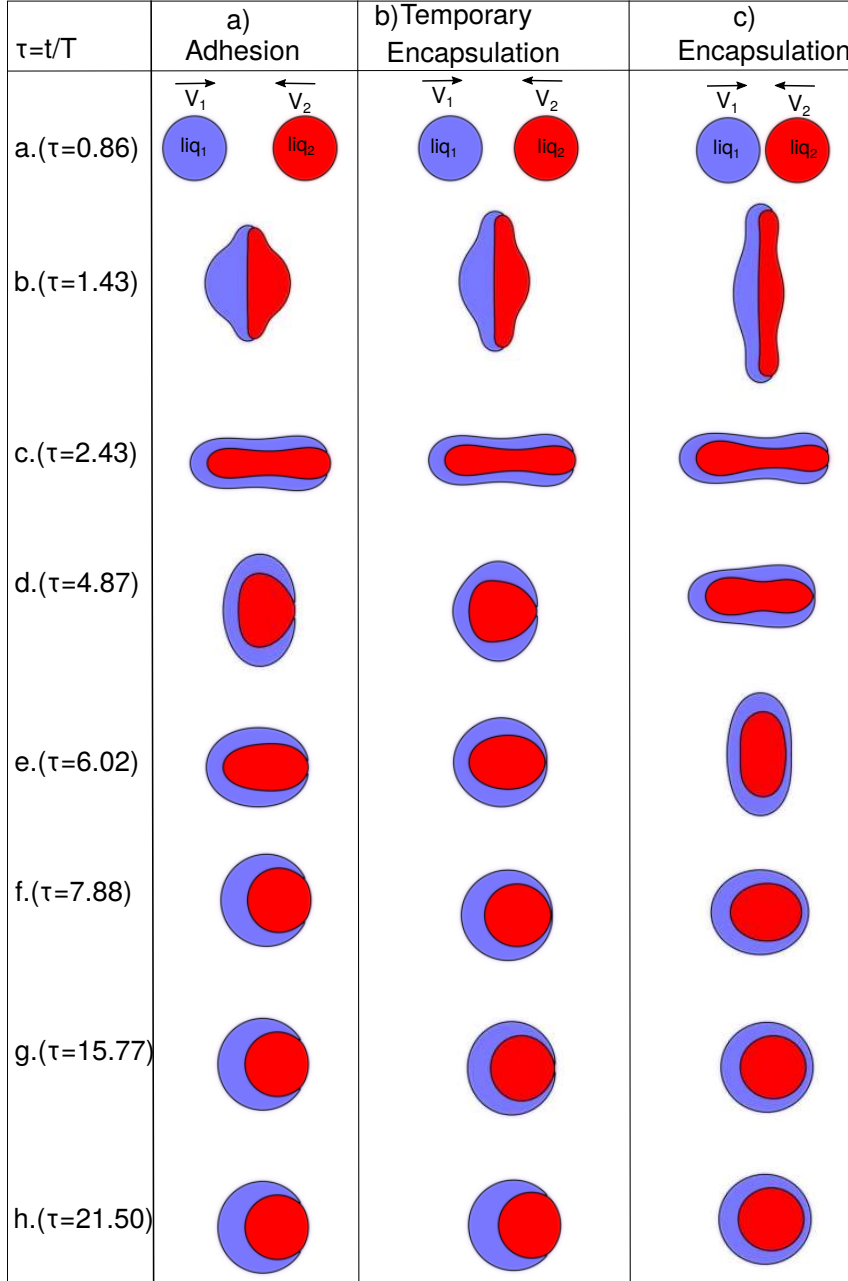 τ=t/T
a)
Adhesion
b)Temporary
Encapsulation
c)
Encapsulation
V₁ V₂
V₁ V₂
V₁ V₂
a.(τ=0.86)
liq₁ liq₂
liq₁ liq₂
liq₁ liq₂
b.(τ=1.43)
c.(τ=2.43)
d.(τ=4.87)
e.(τ=6.02)
f.(τ=7.88)
g.(τ=15.77)
h.(τ=21.50)